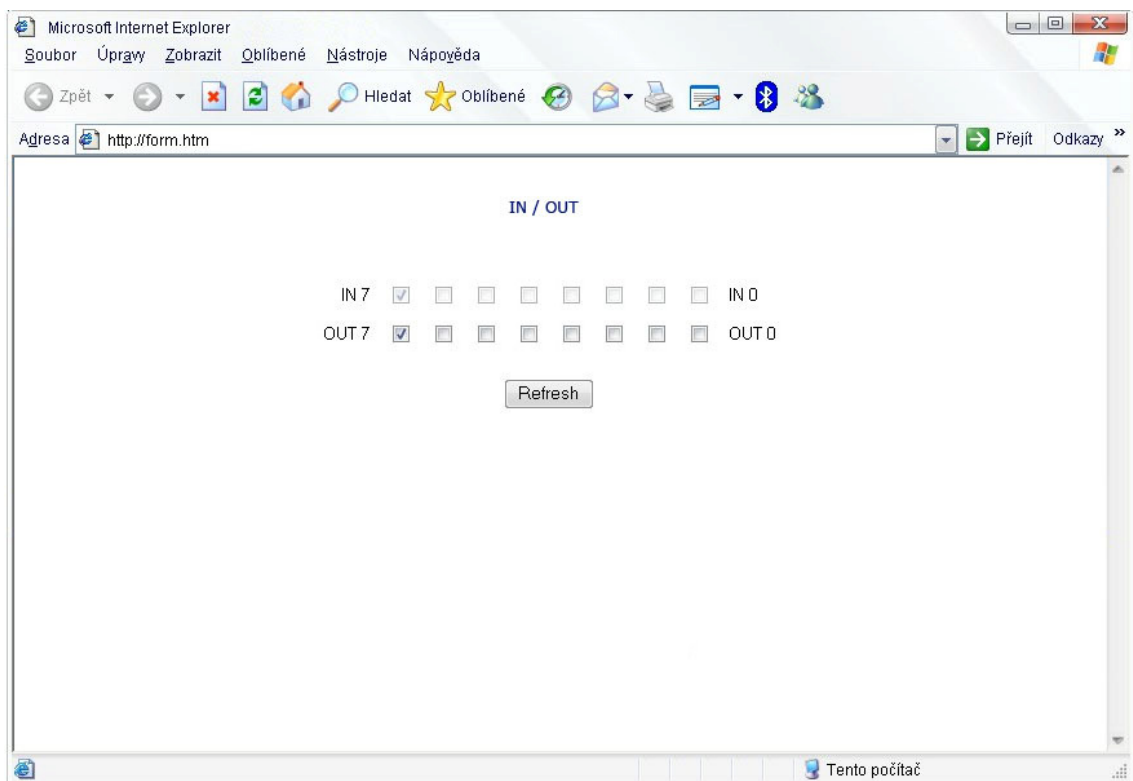 Microsoft Internet Explorer
Soubor Úpravy Zobrazit Oblíbené Nástroje Nápověda
Zpět Hledat Oblíbené
Adresa http://form.htm Přejít Odkazy »
IN / OUT
IN 7 IN 0
OUT 7 OUT 0
Refresh
Tento počítač